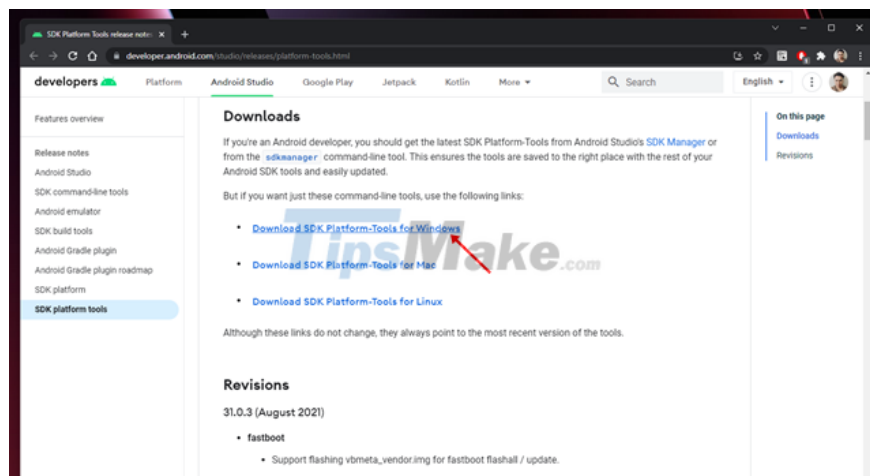 SDK Platform Tools release note:
developer.android.com/studio/releases/platform-tools.html
developers
Platform
Android Studio
Google Play
Jetpack
Kotlin
More
Search
English
Features overview
Release notes
Android Studio
SDK command-line tools
Android emulator
SDK build tools
Android Gradle plugin
Android Gradle plugin roadmap
SDK platform
SDK platform tools
Downloads
If you're an Android developer, you should get the latest SDK Platform-Tools from Android Studio's SDK Manager or
from the sdkmanager command-line tool. This ensures the tools are saved to the right place with the rest of your
Android SDK tools and easily updated.
But if you want just these command-line tools, use the following links:
• Download SDK Platform-Tools for Windows
• Download SDK Platform-Tools for Mac
• Download SDK Platform-Tools for Linux
TipsMake.com
Although these links do not change, they always point to the most recent version of the tools.
Revisions
31.0.3 (August 2021)
• fastboot
• Support flashing vbmeta_vendor.img for fastboot flashall / update.
On this page
Downloads
Revisions